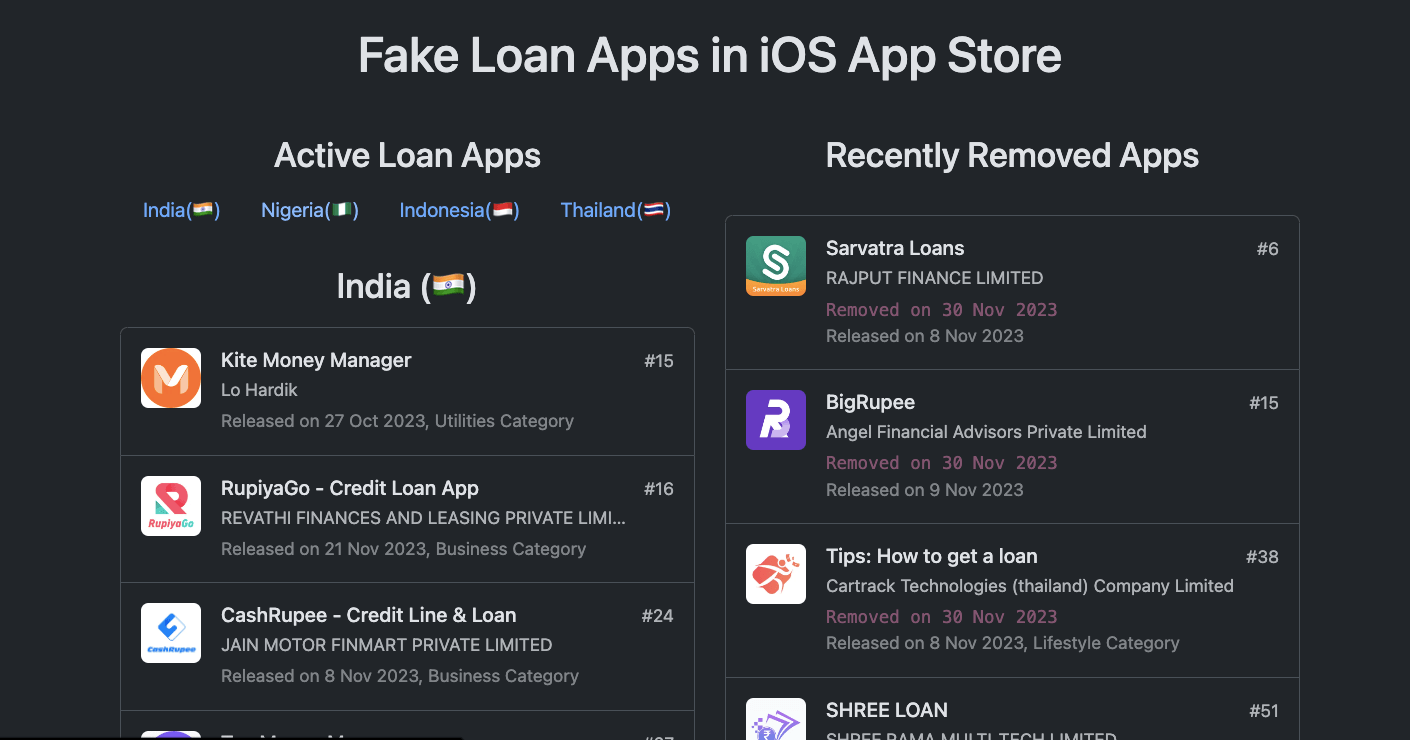 Fake Loan Apps in iOS App Store
Active Loan Apps
India(🇮🇳) Nigeria(🇳🇬) Indonesia(🇮🇩) Thailand(🇹🇭)
India (🇮🇳)
Kite Money Manager #15
Lo Hardik
Released on 27 Oct 2023, Utilities Category
RupiyaGo
RupiyaGo - Credit Loan App #16
REVATHI FINANCES AND LEASING PRIVATE LIMI...
Released on 21 Nov 2023, Business Category
CashRupee
CashRupee - Credit Line & Loan #24
JAIN MOTOR FINMART PRIVATE LIMITED
Released on 8 Nov 2023, Business Category
Recently Removed Apps
Sarvatra Loans
Sarvatra Loans #6
RAJPUT FINANCE LIMITED
Removed on 30 Nov 2023
Released on 8 Nov 2023
BigRupee #15
Angel Financial Advisors Private Limited
Removed on 30 Nov 2023
Released on 9 Nov 2023
Tips: How to get a loan #38
Cartrack Technologies (thailand) Company Limited
Removed on 30 Nov 2023
Released on 8 Nov 2023, Lifestyle Category
SHREE LOAN #51
SHREE RAMA MULTI-TECH LIMITED